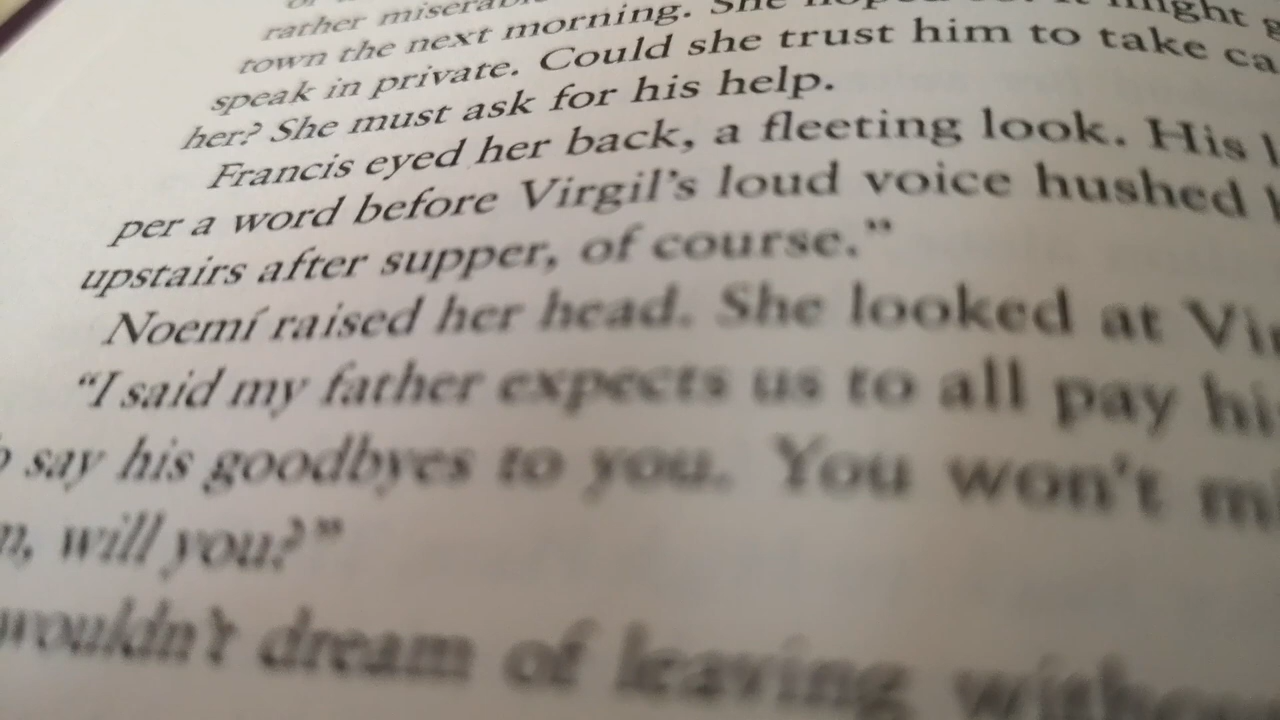 rather
town the next morning. She
speak in private. Could she trust him to take
her? She must ask for his help.
Francis eyed her back, a fleeting look. His
per a word before Virgil's loud voice hushed
upstairs after supper, of course."
Noemí raised her head. She looked at
"I said my father expects us to all pay
say his goodbyes to you. You won't
will you?"
wouldn't dream of leaving